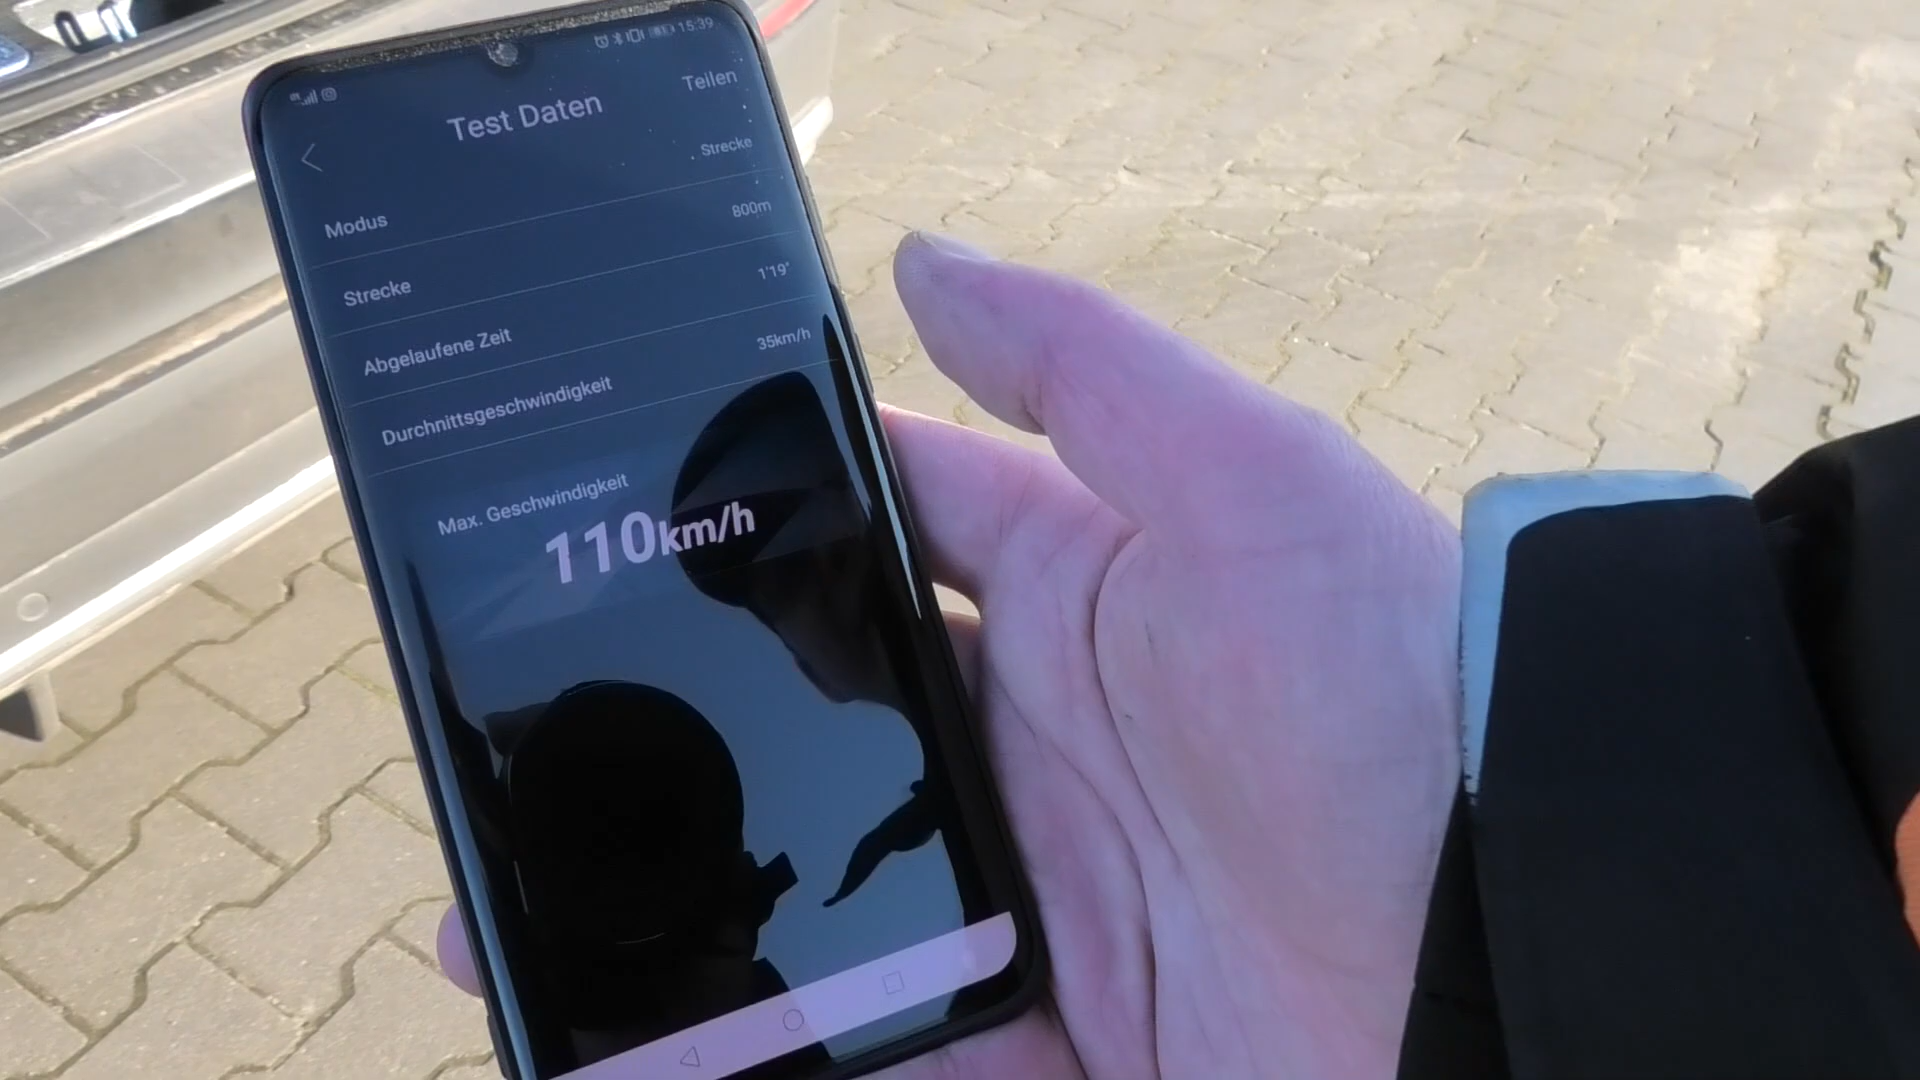 15:39
Teilen
Test Daten
Modus
Strecke
Strecke
800m
Abgelaufene Zeit
1'19"
Durchnittsgeschwindigkeit
35km/h
Max. Geschwindigkeit
110km/h